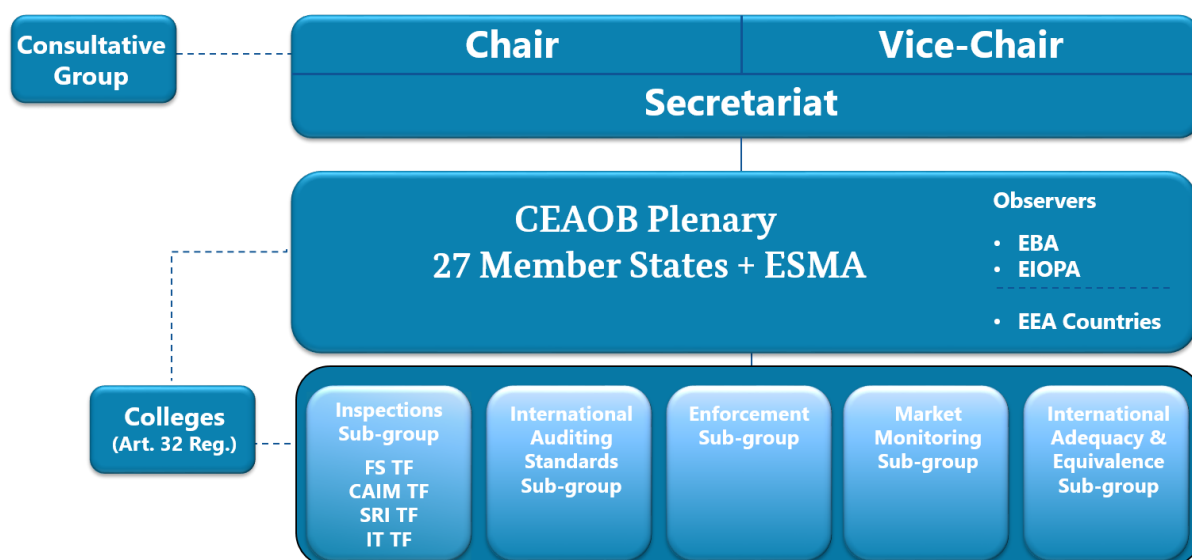 Consultative
Group
Chair
Vice-Chair
Secretariat
CEAOB Plenary
27 Member States + ESMA
Observers
• EBA
• EIOPA
• EEA Countries
Colleges
(Art. 32 Reg.)
Inspections
Sub-group
FS TF
CAIM TF
SRI TF
IT TF
International
Auditing
Standards
Sub-group
Enforcement
Sub-group
Market
Monitoring
Sub-group
International
Adequacy &
Equivalence
Sub-group